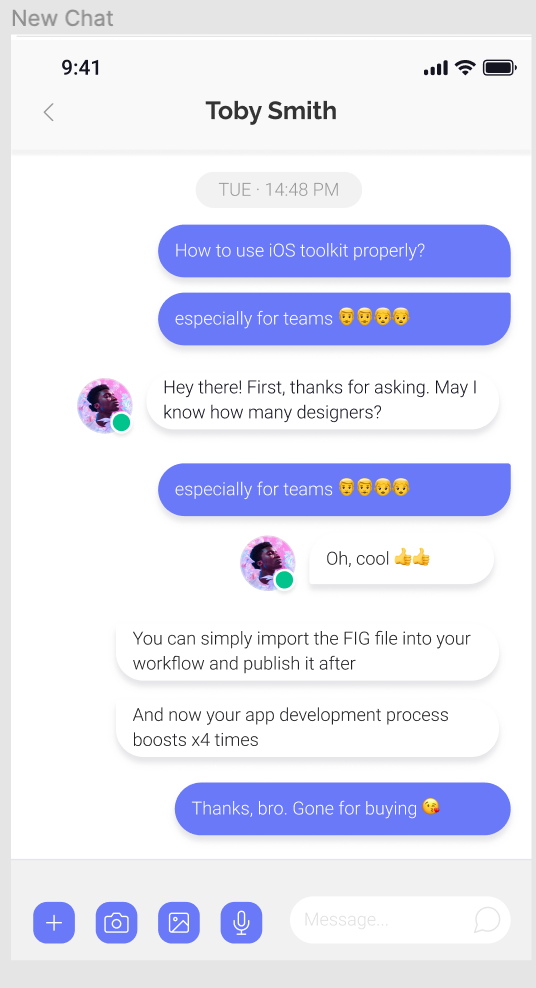 New Chat
9:41
Toby Smith
TUE · 14:48 PM
How to use iOS toolkit properly?
especially for teams 👨👨👴👴
Hey there! First, thanks for asking. May I
know how many designers?
especially for teams 👨👨👴👴
Oh, cool 👍👍
You can simply import the FIG file into your
workflow and publish it after
And now your app development process
boosts x4 times
Thanks, bro. Gone for buying 😘
Message...